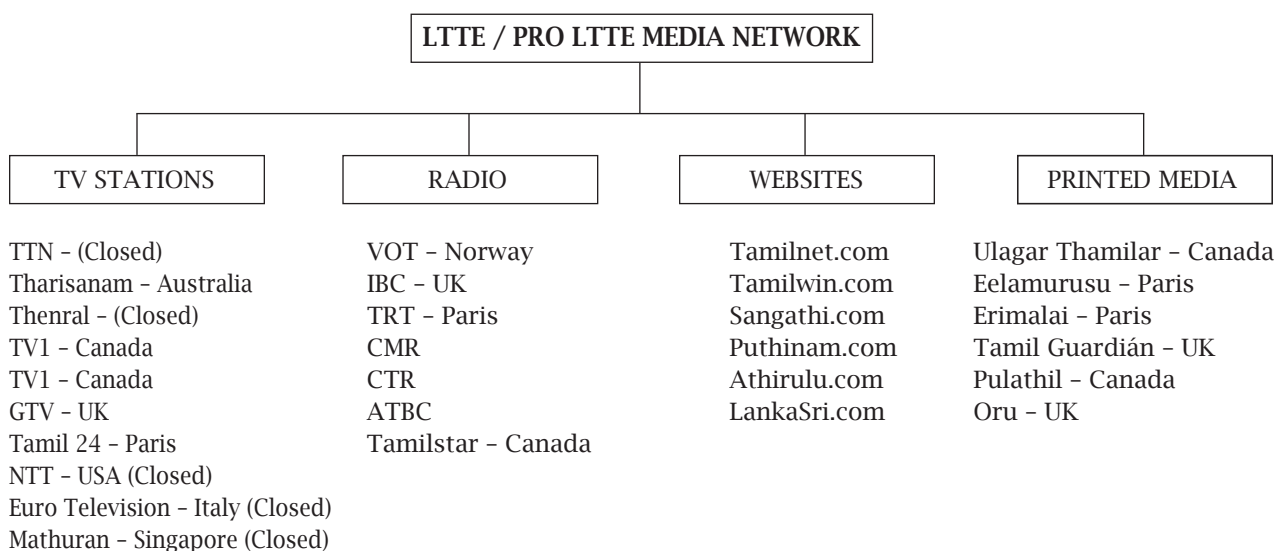 LTTE / PRO LTTE MEDIA NETWORK
TV STATIONS
TTN – (Closed)
Tharisanam – Australia
Thenral – (Closed)
TV1 – Canada
TV1 – Canada
GTV – UK
Tamil 24 – Paris
NTT – USA (Closed)
Euro Television – Italy (Closed)
Mathuran – Singapore (Closed)
RADIO
VOT – Norway
IBC – UK
TRT – Paris
CMR
CTR
ATBC
Tamilstar – Canada
WEBSITES
Tamilnet.com
Tamilwin.com
Sangathi.com
Puthinam.com
Athirulu.com
LankaSri.com
PRINTED MEDIA
Ulagar Thamilar – Canada
Eelamurusu – Paris
Erimalai – Paris
Tamil Guardián – UK
Pulathil – Canada
Oru – UK